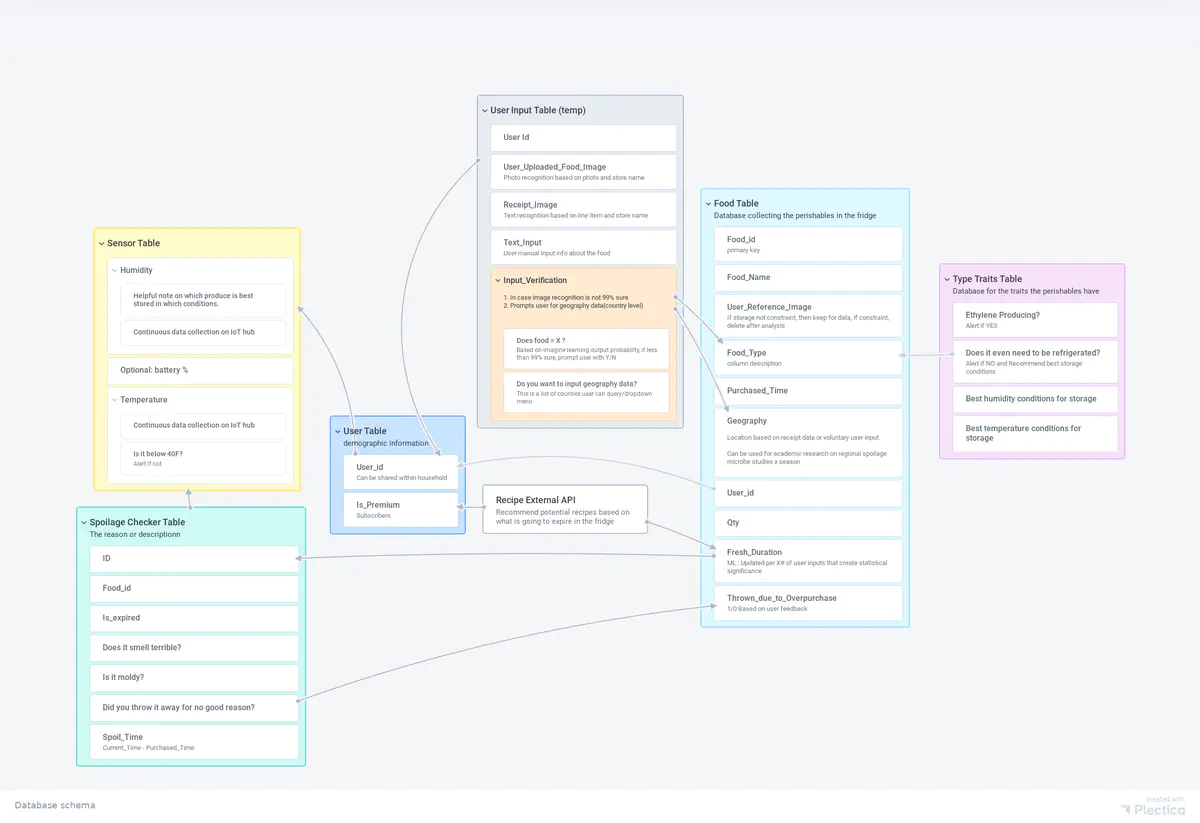 User Input Table (temp)
User Id
User_Uploaded_Food_Image
Photo recognition based on photo and store name
Receipt_Image
Text recognition based on line item and store name
Text_Input
User manual input info about the food
Input_Verification
1. In case image recognition is not 99% sure
2. Prompts user for geography data(country level)
Does food = X ?
Based on imagine learning output probability, if less
than 99% sure, prompt user with Y/N
Do you want to input geography data?
This is a list of counties user can query/dropdown
menu
Food Table
Database collecting the perishables in the fridge
Food_id
primary key
Food_Name
User_Reference_Image
If storage not constraint, then keep for data, if constraint,
delete after analysis
Food_Type
column description
Purchased_Time
Geography
Location based on receipt data or voluntary user input
Can be used for academic research on regional spoilage
microbe studies x season
User_id
Qty
Fresh_Duration
ML : Updated per X# of user inputs that create statistical
signifcance
Thrown_due_to_Overpurchase
1/0 Based on user feedback
Type Traits Table
Database for the traits the perishables have
Ethylene Producing?
Alert if YES
Does it even need to be refrigerated?
Alert if NO and Recommend best storage
conditions
Best humidity conditions for storage
Best temperature conditions for
storage
Sensor Table
Humidity
Helpful note on which produce is best
stored in which conditions.
Continuous data collection on IoT hub
Optional: battery %
Temperature
Continuous data collection on IoT hub
Is it below 40F?
Alert if not
User Table
demographic information
User_id
Can be shared within household
Is_Premium
Subscribers
Recipe External API
Recommend potential recipes based on
what is going to expire in the fridge
Spoilage Checker Table
The reason or descriptionn
ID
Food_id
Is_expired
Does it smell terrible?
Is it moldy?
Did you throw it away for no good reason?
Spoil_Time
Current_Time - Purchased_Time
Database schema
created with
Plectica